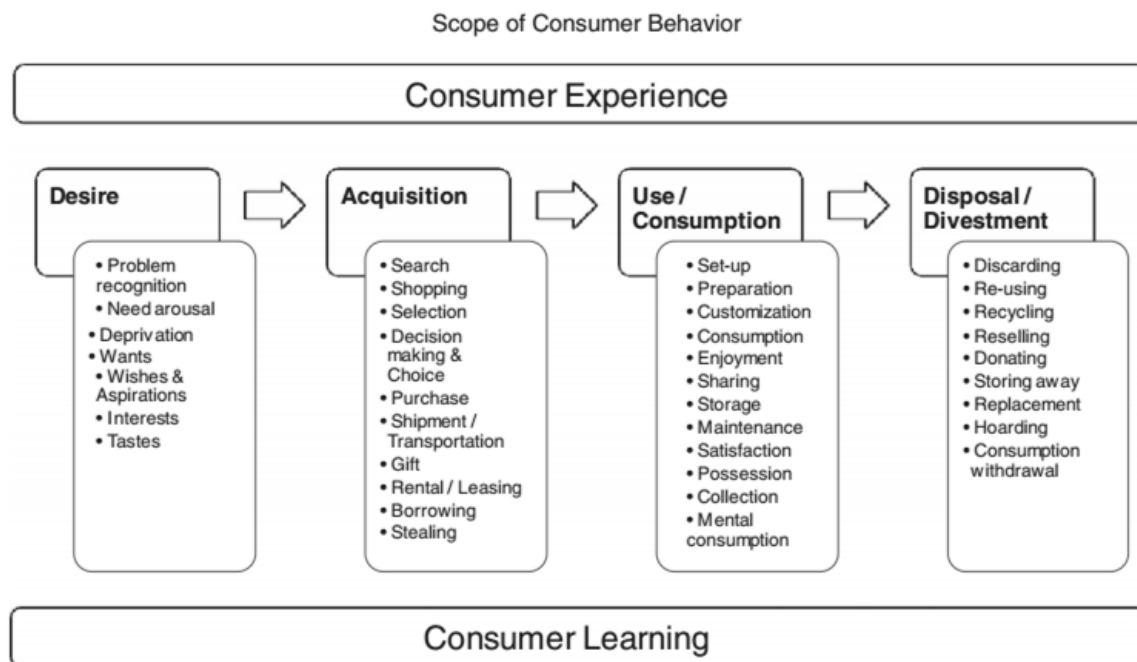 Scope of Consumer Behavior
Consumer Experience
Desire
• Problem
recognition
• Need arousal
• Deprivation
• Wants
• Wishes &
Aspirations
• Interests
• Tastes
Acquisition
• Search
• Shopping
• Selection
• Decision
making &
Choice
• Purchase
• Shipment /
Transportation
• Gift
• Rental / Leasing
• Borrowing
• Stealing
Use /
Consumption
• Set-up
• Preparation
• Customization
• Consumption
• Enjoyment
• Sharing
• Storage
• Maintenance
• Satisfaction
• Possession
• Collection
• Mental
consumption
Disposal /
Divestment
• Discarding
• Re-using
• Recycling
• Reselling
• Donating
• Storing away
• Replacement
• Hoarding
• Consumption
withdrawal
Consumer Learning